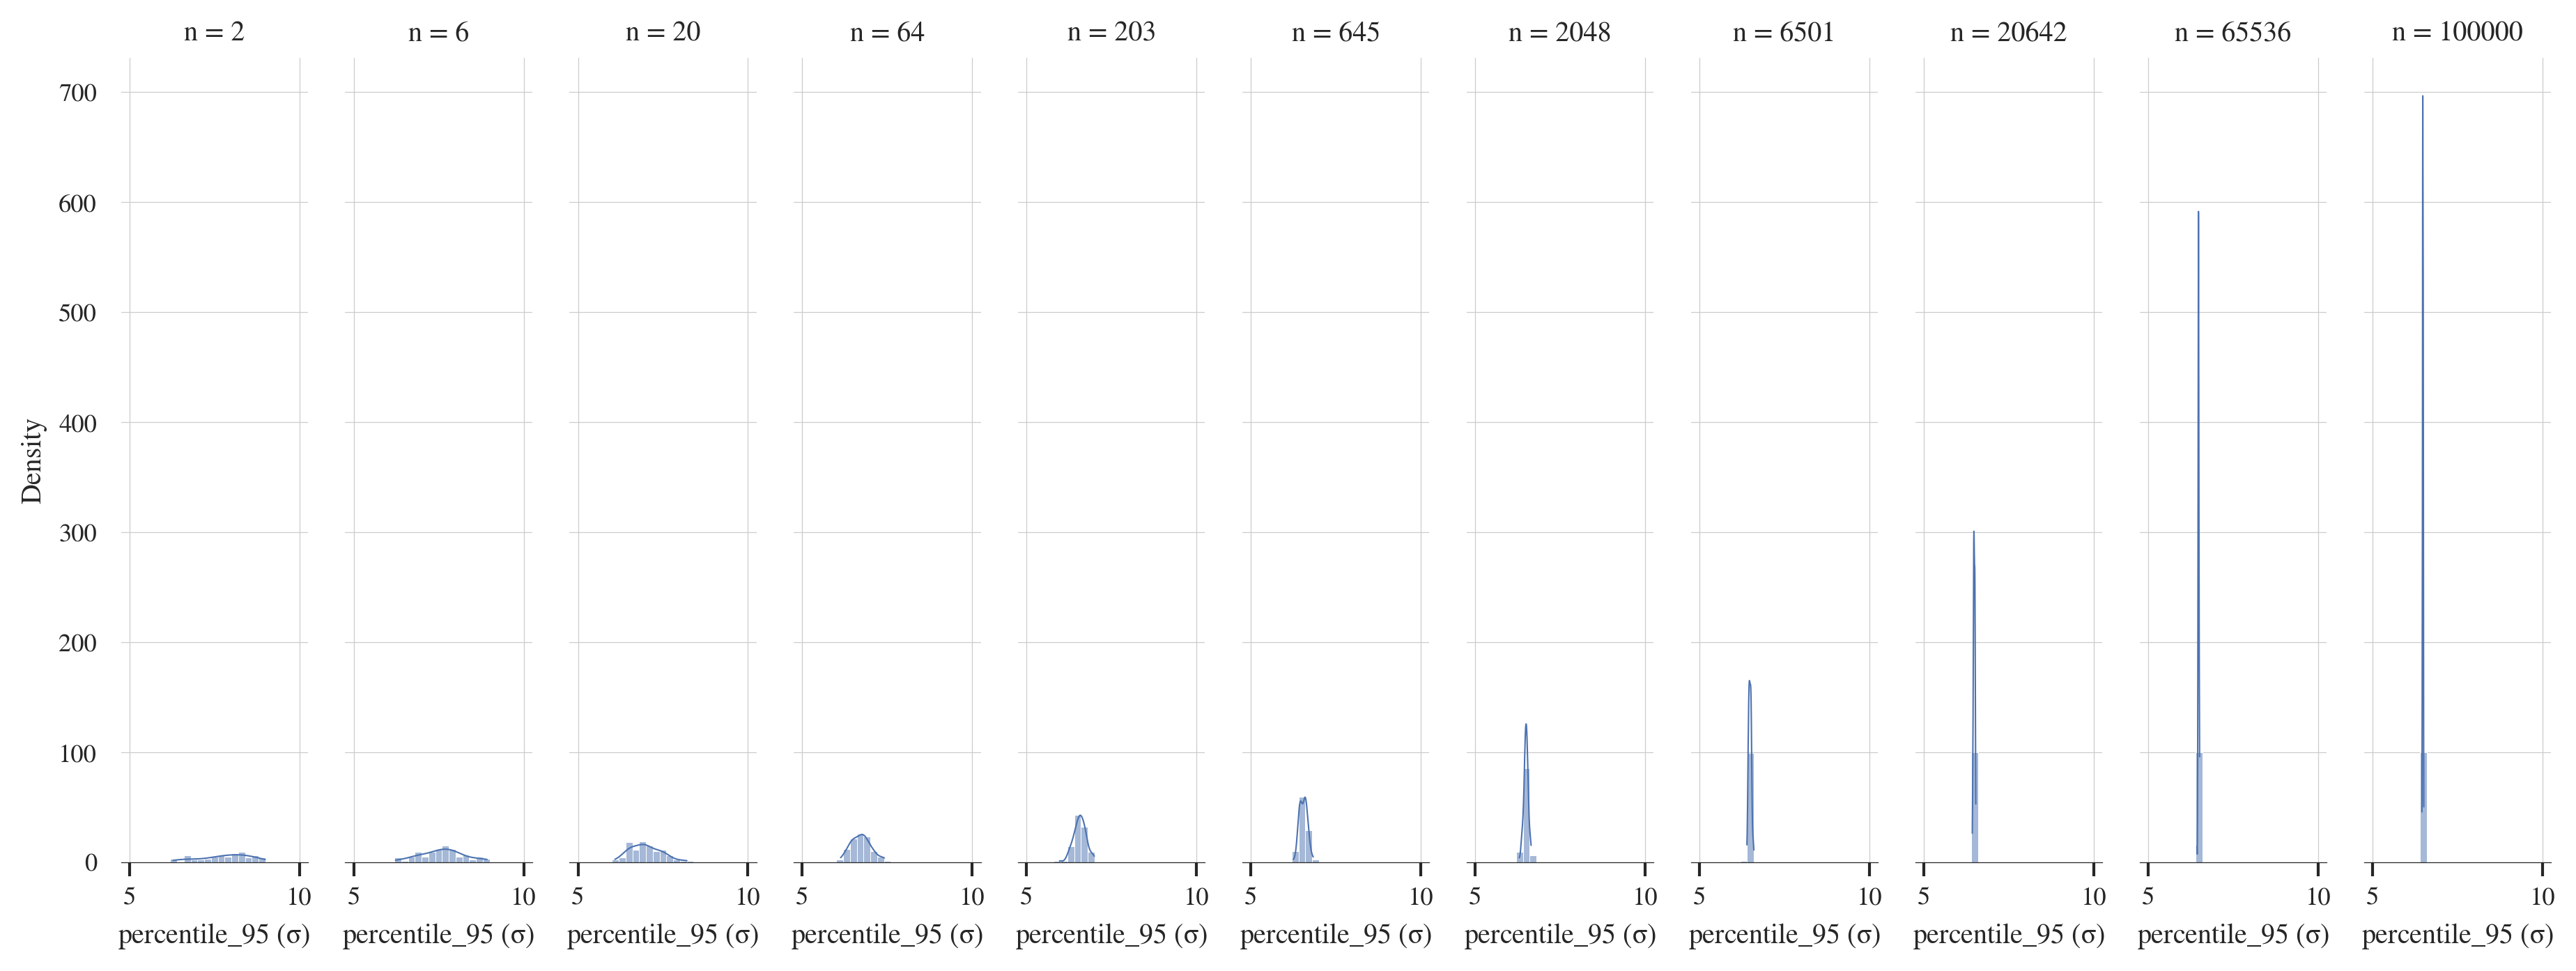 n = 2 n = 6 n = 20 n = 64 n = 203 n = 645 n = 2048 n = 6501 n = 20642 n = 65536 n = 100000
700
600
500
400
300
200
100
0
Density
5 10 5 10 5 10 5 10 5 10 5 10 5 10 5 10 5 10 5 10 5 10
percentile_95 (σ) percentile_95 (σ) percentile_95 (σ) percentile_95 (σ) percentile_95 (σ) percentile_95 (σ) percentile_95 (σ) percentile_95 (σ) percentile_95 (σ) percentile_95 (σ) percentile_95 (σ)